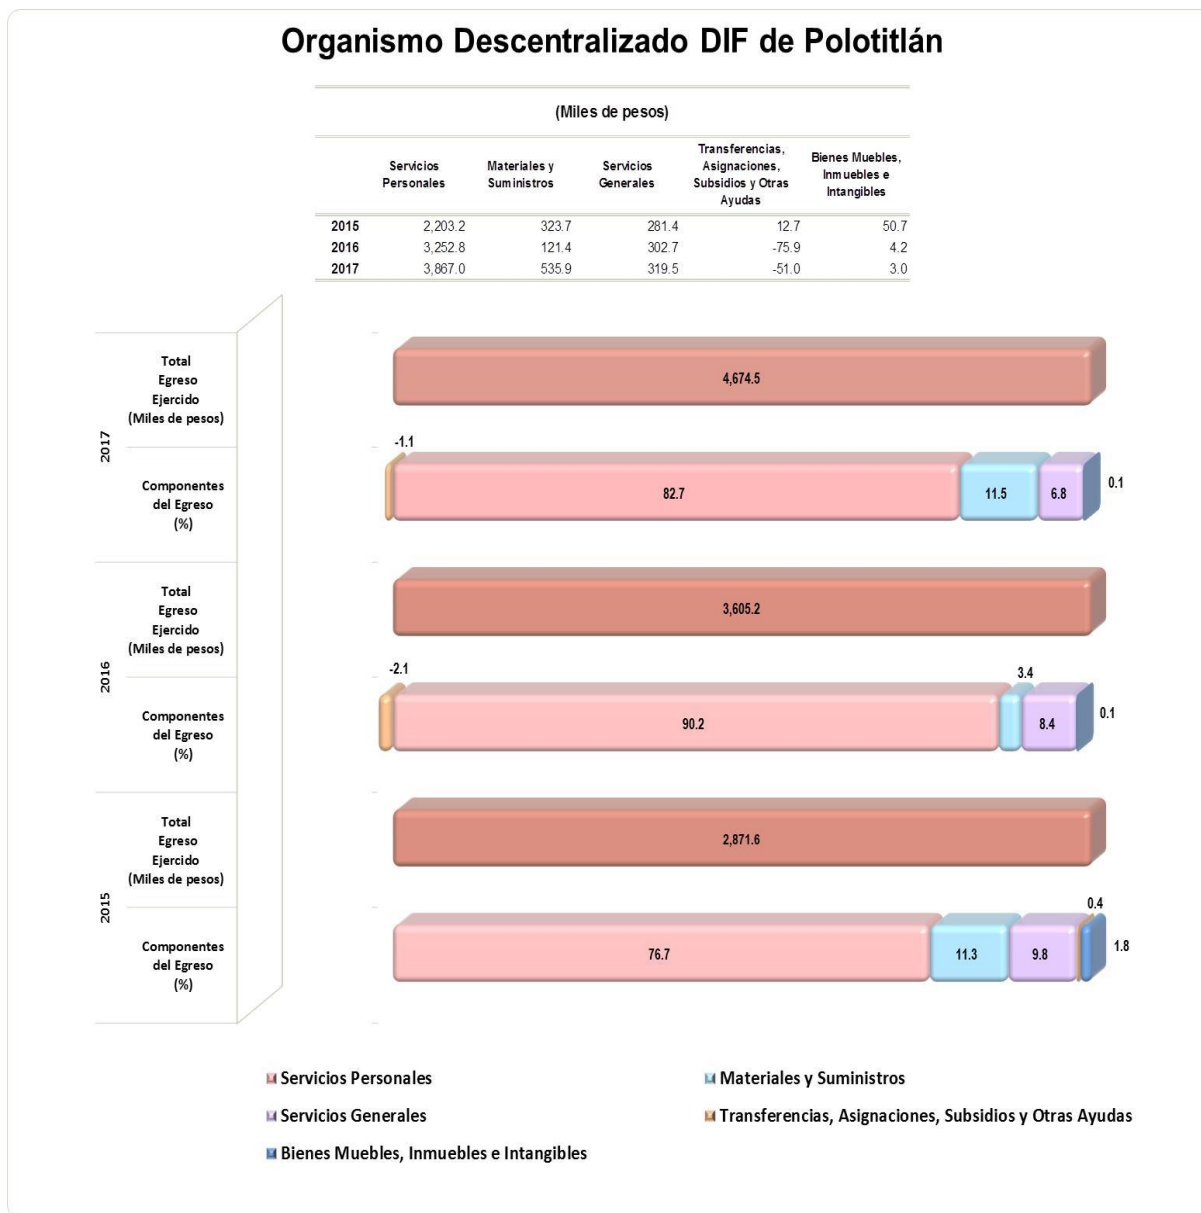 Organismo Descentralizado DIF de Polotitlán
(Miles de pesos)
Servicios Personales
Materiales y Suministros
Servicios Generales
Transferencias, Asignaciones, Subsidios y Otras Ayudas
Bienes Muebles, Inmuebles e Intangibles
2015 2,203.2 323.7 281.4 12.7 50.7
2016 3,252.8 121.4 302.7 -75.9 4.2
2017 3,867.0 535.9 319.5 -51.0 3.0
2017
Total
Egreso
Ejercido
(Miles de pesos)
4,674.5
Componentes
del Egreso
(%)
-1.1
82.7
11.5
6.8
0.1
2016
Total
Egreso
Ejercido
(Miles de pesos)
3,605.2
Componentes
del Egreso
(%)
-2.1
90.2
3.4
8.4
0.1
2015
Total
Egreso
Ejercido
(Miles de pesos)
2,871.6
Componentes
del Egreso
(%)
76.7
11.3
9.8
0.4
1.8
Servicios Personales
Materiales y Suministros
Servicios Generales
Transferencias, Asignaciones, Subsidios y Otras Ayudas
Bienes Muebles, Inmuebles e Intangibles